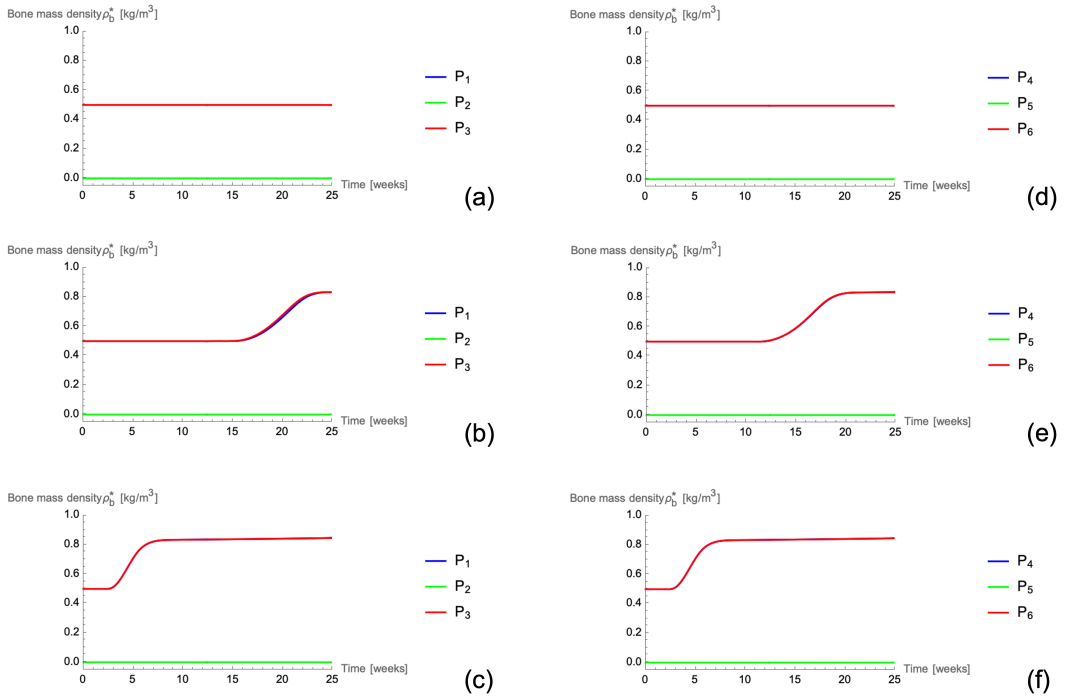 Bone mass density ρ*b [kg/m³]
1.0
0.8
0.6
0.4
0.2
0.0
0 5 10 15 20 25
Time [weeks]
P1
P2
P3
(a)
Bone mass density ρ*b [kg/m³]
1.0
0.8
0.6
0.4
0.2
0.0
0 5 10 15 20 25
Time [weeks]
P4
P5
P6
(d)
Bone mass density ρ*b [kg/m³]
1.0
0.8
0.6
0.4
0.2
0.0
0 5 10 15 20 25
Time [weeks]
P1
P2
P3
(b)
Bone mass density ρ*b [kg/m³]
1.0
0.8
0.6
0.4
0.2
0.0
0 5 10 15 20 25
Time [weeks]
P4
P5
P6
(e)
Bone mass density ρ*b [kg/m³]
1.0
0.8
0.6
0.4
0.2
0.0
0 5 10 15 20 25
Time [weeks]
P1
P2
P3
(c)
Bone mass density ρ*b [kg/m³]
1.0
0.8
0.6
0.4
0.2
0.0
0 5 10 15 20 25
Time [weeks]
P4
P5
P6
(f)